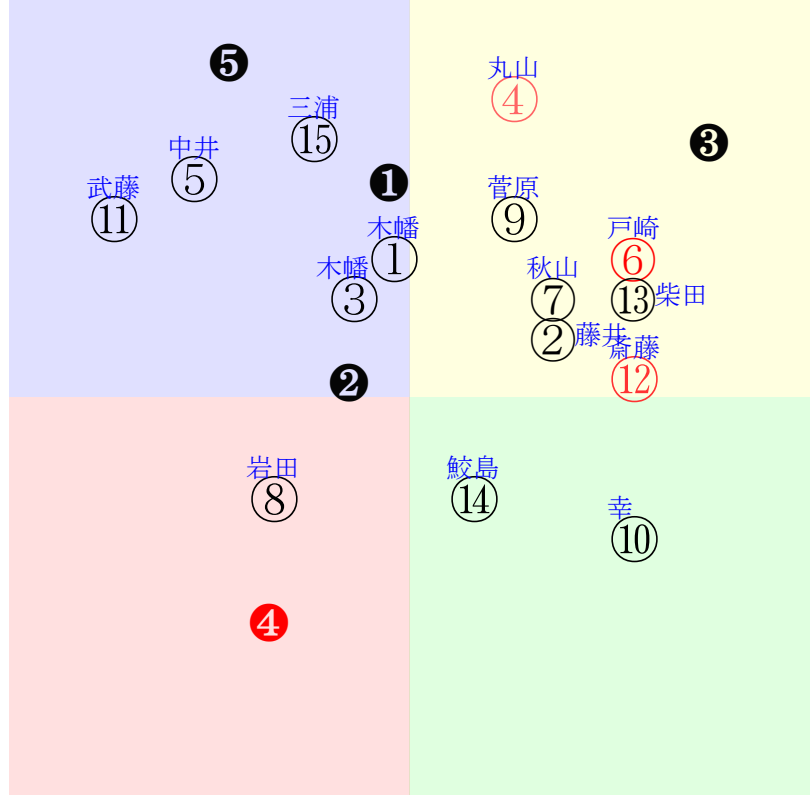 ❺
丸山
④
三浦
⑮
❸
中井
⑤
❶
武藤
⑪
菅原
⑨
木幡
①
戸崎
⑥
木幡
③
秋山
⑦
⑬柴田
②藤井
斎藤
⑫
❷
岩田
⑧
鮫島
⑭
幸
⑩
❹